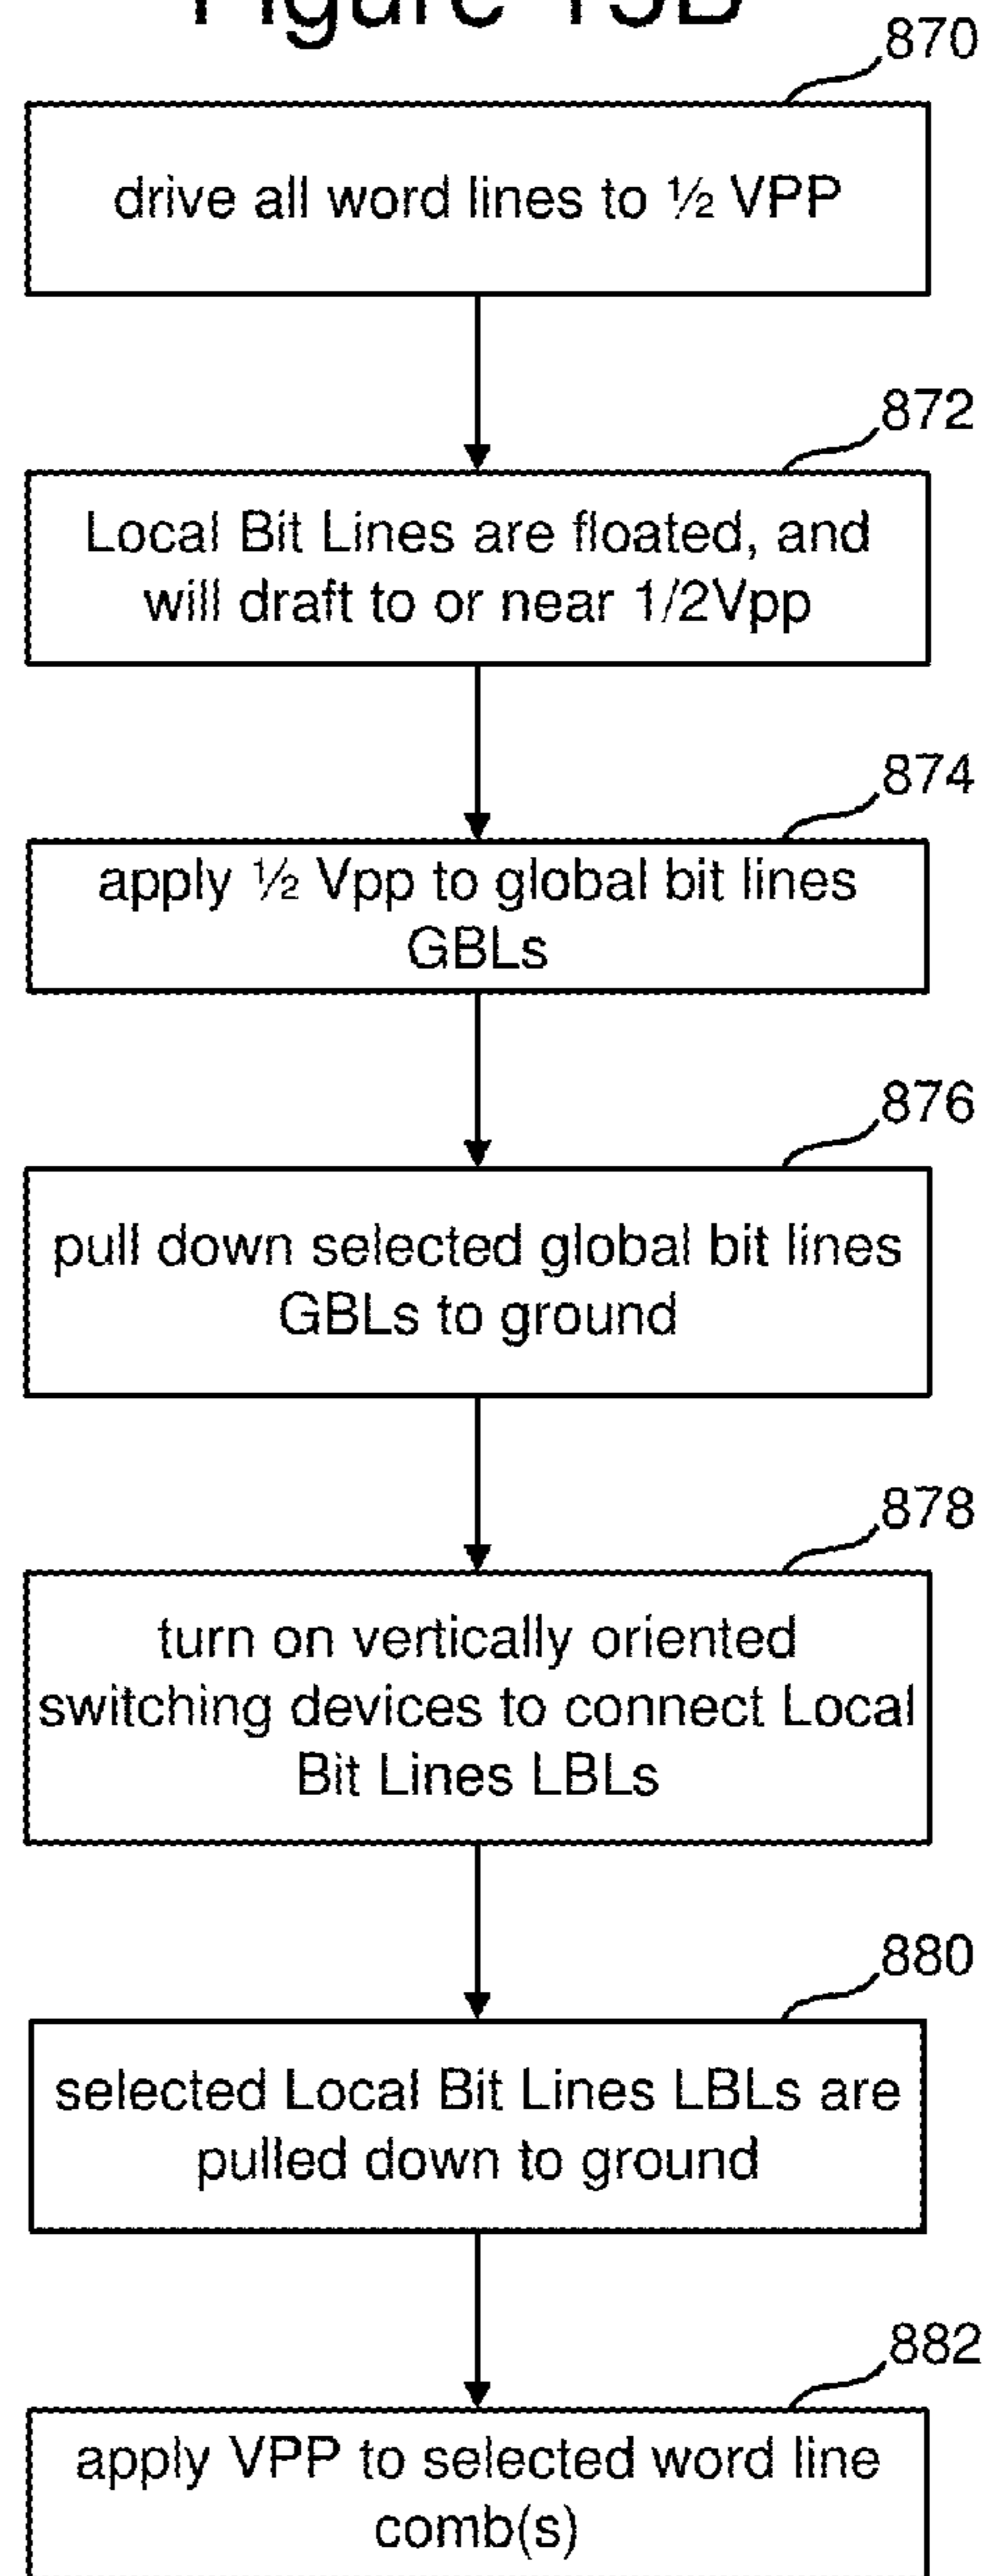 Figure 15B
870
drive all word lines to ½ VPP
872
Local Bit Lines are floated, and
will draft to or near 1/2Vpp
874
apply ½ Vpp to global bit lines
GBLs
876
pull down selected global bit lines
GBLs to ground
878
turn on vertically oriented
switching devices to connect Local
Bit Lines LBLs
880
selected Local Bit Lines LBLs are
pulled down to ground
882
apply VPP to selected word line
comb(s)